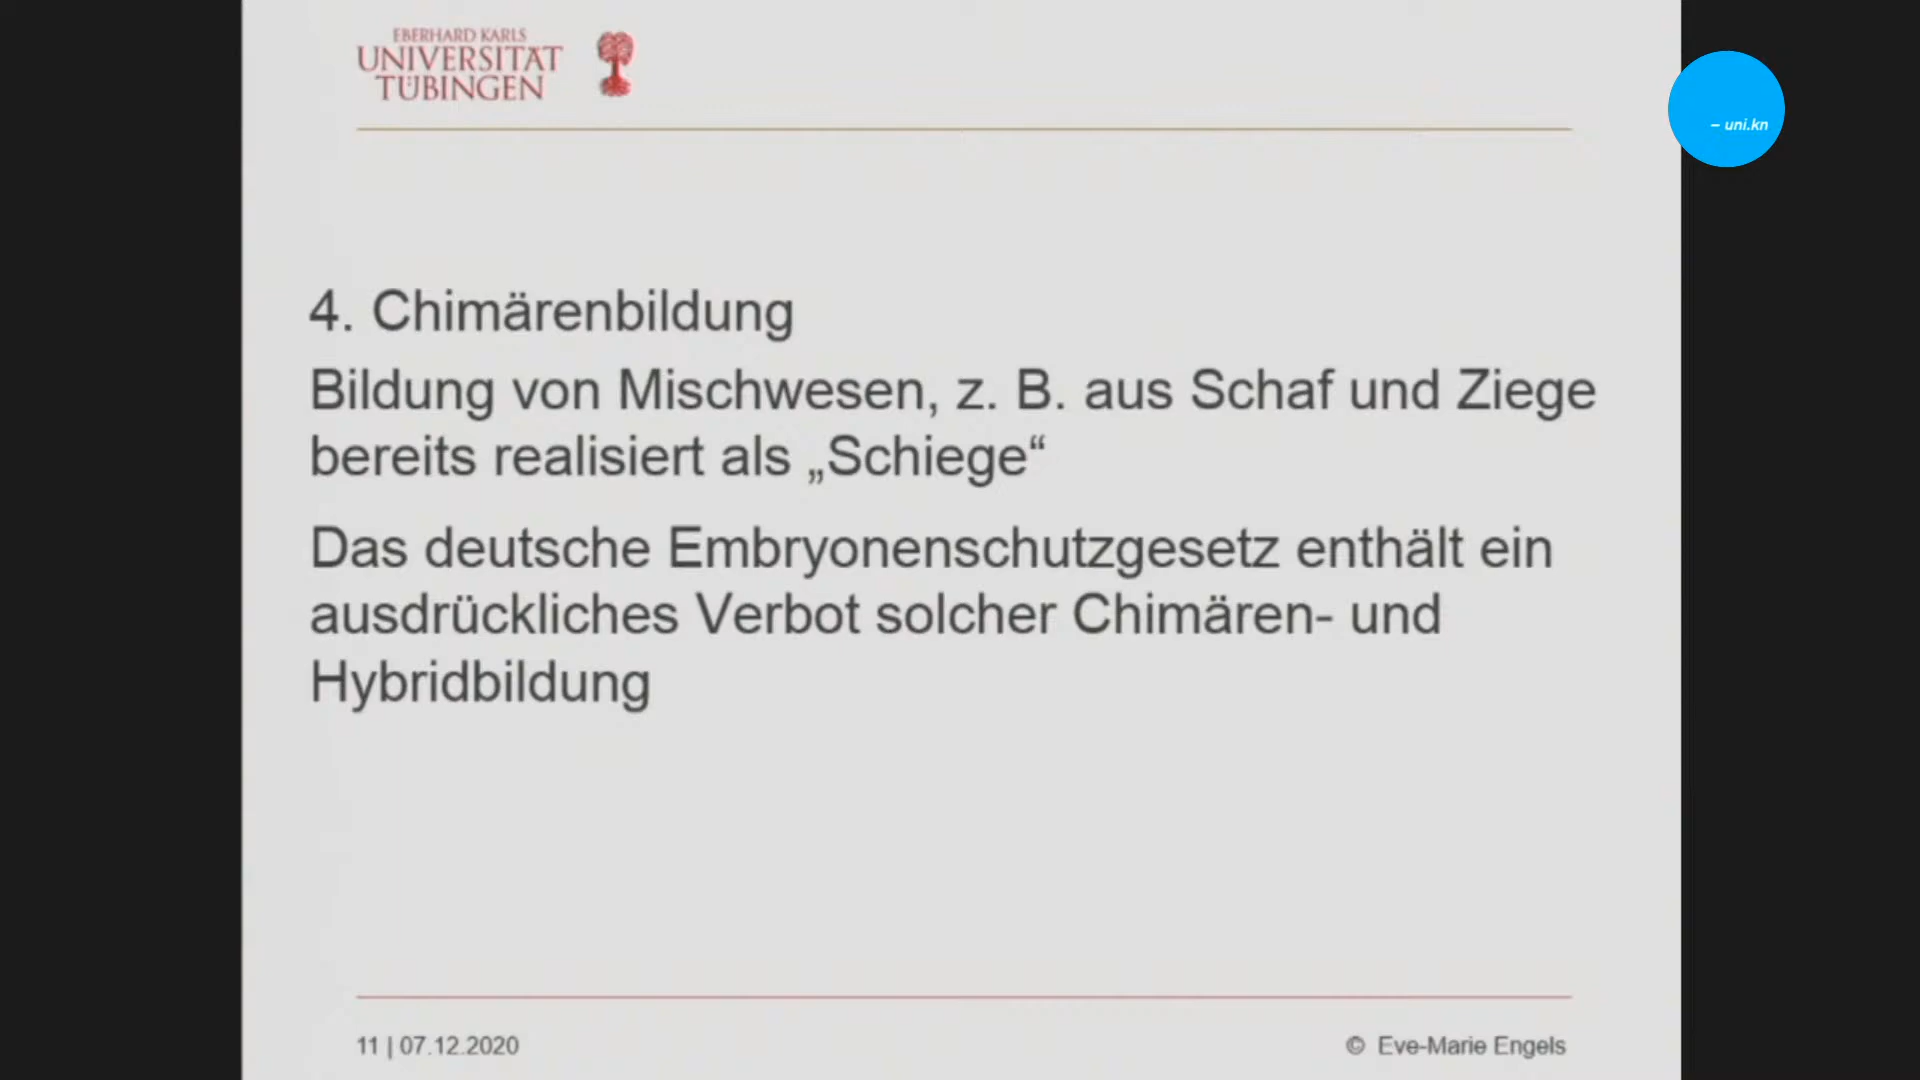 EBERHARD KARLS
UNIVERSITÄT
TÜBINGEN
– uni.kn
4. Chimärenbildung
Bildung von Mischwesen, z. B. aus Schaf und Ziege
bereits realisiert als „Schiege“
Das deutsche Embryonenschutzgesetz enthält ein
ausdrückliches Verbot solcher Chimären- und
Hybridbildung
11 | 07.12.2020
© Eve-Marie Engels